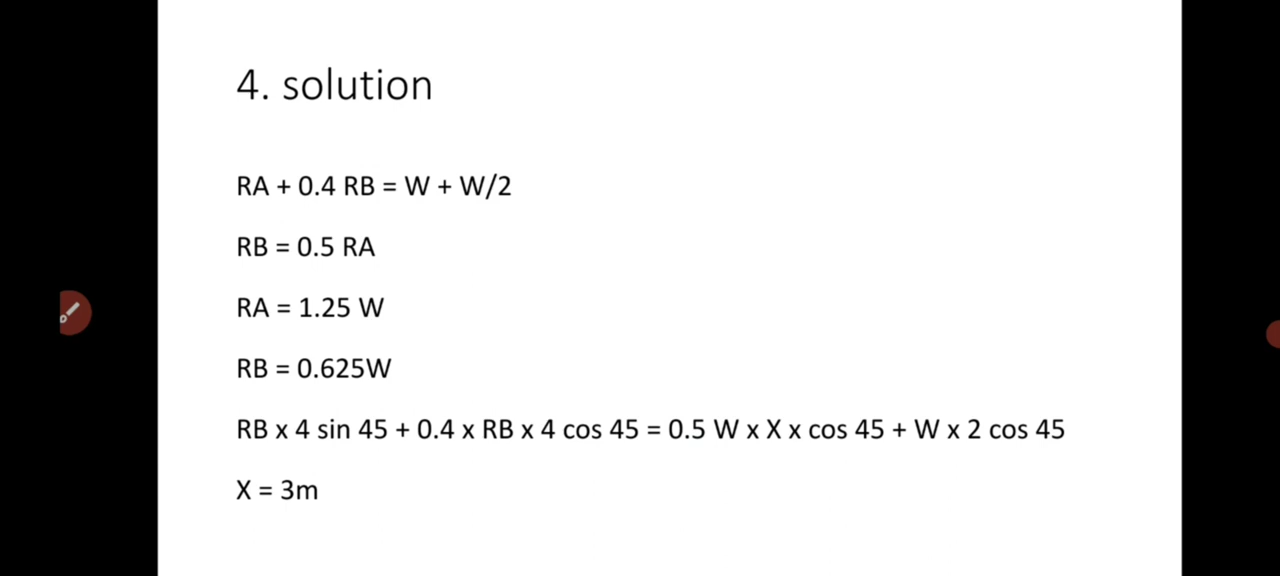 4. solution
RA + 0.4 RB = W + W/2
RB = 0.5 RA
RA = 1.25 W
RB = 0.625W
RB x 4 sin 45 + 0.4 x RB x 4 cos 45 = 0.5 W x X x cos 45 + W x 2 cos 45
X = 3m